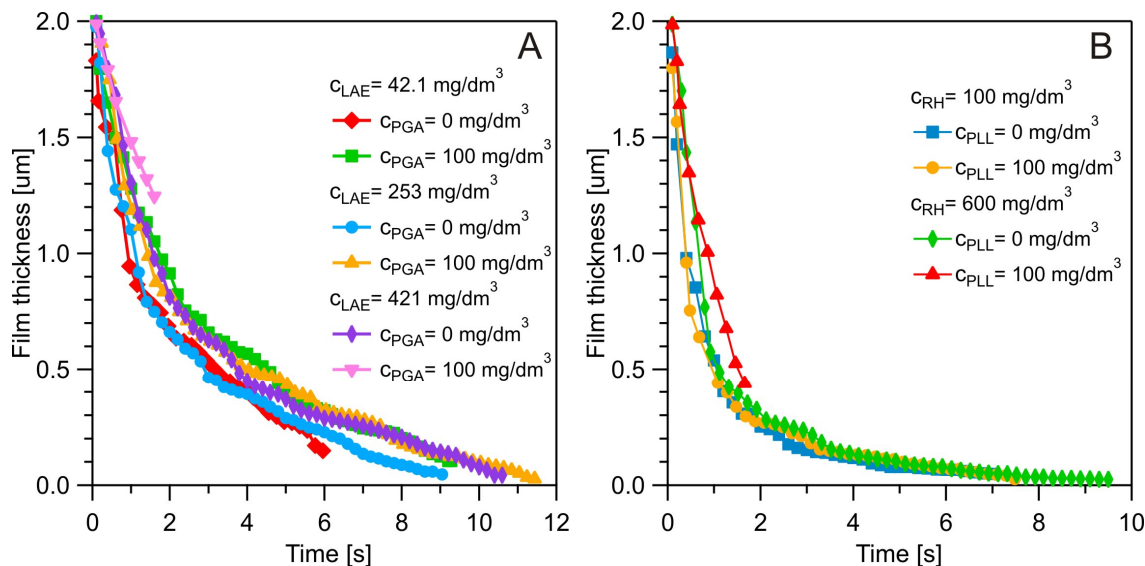 A
c_LAE= 42.1 mg/dm³
c_PGA= 0 mg/dm³
c_PGA= 100 mg/dm³
c_LAE= 253 mg/dm³
c_PGA= 0 mg/dm³
c_PGA= 100 mg/dm³
c_LAE= 421 mg/dm³
c_PGA= 0 mg/dm³
c_PGA= 100 mg/dm³
Film thickness [um]
2.0
1.5
1.0
0.5
0.0
0 2 4 6 8 10 12
Time [s]
B
c_RH= 100 mg/dm³
c_PLL= 0 mg/dm³
c_PLL= 100 mg/dm³
c_RH= 600 mg/dm³
c_PLL= 0 mg/dm³
c_PLL= 100 mg/dm³
Film thickness [um]
2.0
1.5
1.0
0.5
0.0
0 2 4 6 8 10
Time [s]